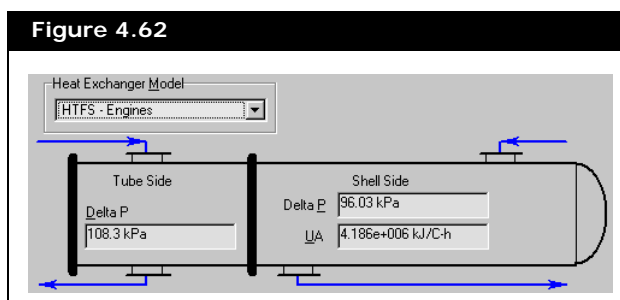 Figure 4.62
Heat Exchanger Model
HTFS - Engines
Tube Side
Shell Side
Delta P
108.3 kPa
Delta P
96.03 kPa
UA
4.186e+006 kJ/C-h